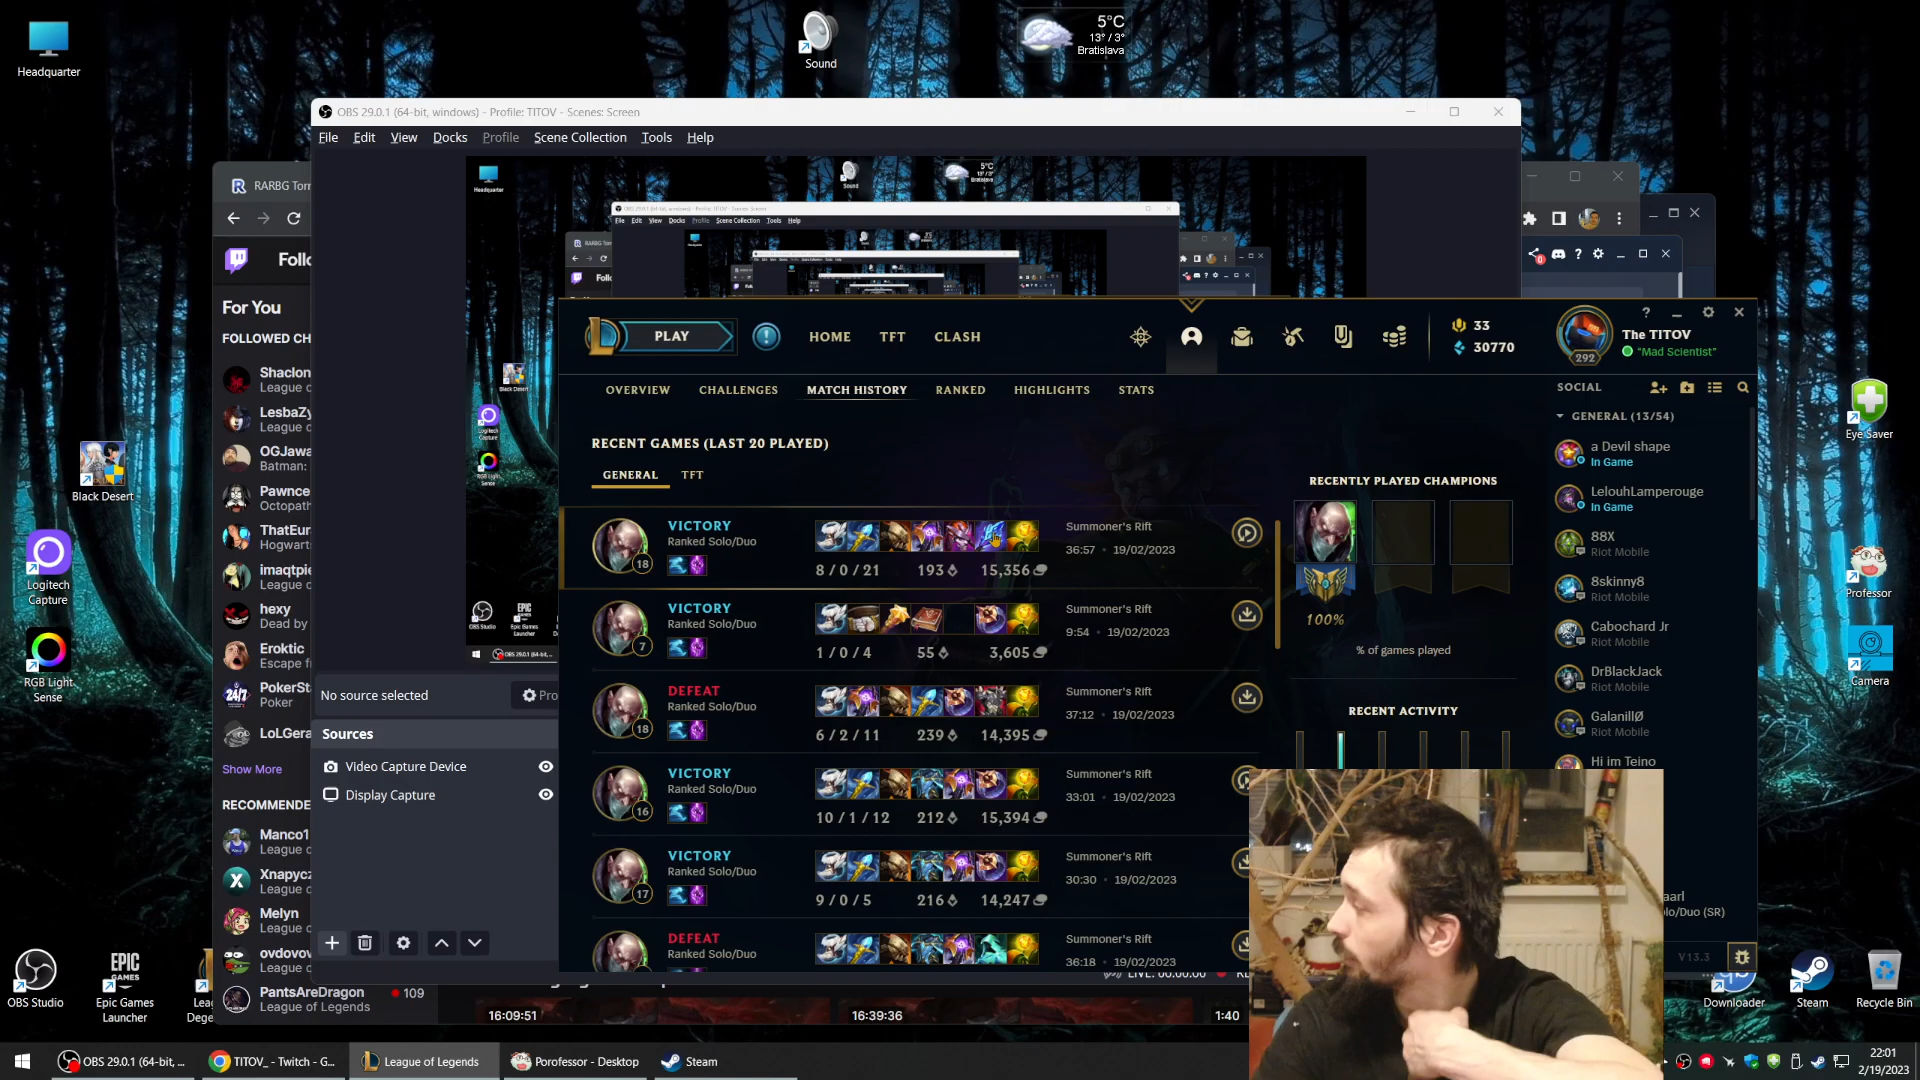 Headquarter
Sound
5°C
13° / 3°
Bratislava
OBS 29.0.1 (64-bit, windows) - Profile: TITOV - Scenes: Screen
File Edit View Docks Profile Scene Collection Tools Help
RARBG Torr
Follo
For You
FOLLOWED CH
Shaclon
League o
LesbaZy
League o
OGJawa
Batman:
Pawnce
Octopath
ThatEur
Hogwarts
imaqtpie
League o
hexy
Dead by
Eroktic
Escape f
PokerSt
Poker
LoLGera
Show More
RECOMMENDE
Manco1
League o
Xnapycz
League o
Melyn
League o
ovdovov
League o
PantsAreDragon 109
League of Legends
Black Desert
Logitech Capture
RGB Light Sense
OBS Studio
Epic Games Launcher
No source selected
Sources
Video Capture Device
Display Capture
PLAY
HOME TFT CLASH
33
30770
292
The TITOV
"Mad Scientist"
OVERVIEW CHALLENGES MATCH HISTORY RANKED HIGHLIGHTS STATS
RECENT GAMES (LAST 20 PLAYED)
GENERAL TFT
18
VICTORY
Ranked Solo/Duo
8 / 0 / 21 193 15,356
Summoner's Rift
36:57 • 19/02/2023
7
VICTORY
Ranked Solo/Duo
1 / 0 / 4 55 3,605
Summoner's Rift
9:54 • 19/02/2023
18
DEFEAT
Ranked Solo/Duo
6 / 2 / 11 239 14,395
Summoner's Rift
37:12 • 19/02/2023
16
VICTORY
Ranked Solo/Duo
10 / 1 / 12 212 15,394
Summoner's Rift
33:01 • 19/02/2023
17
VICTORY
Ranked Solo/Duo
9 / 0 / 5 216 14,247
Summoner's Rift
30:30 • 19/02/2023
DEFEAT
Summoner's Rift
36:18 • 19/02/2023
RECENTLY PLAYED CHAMPIONS
100%
% of games played
RECENT ACTIVITY
SOCIAL
GENERAL (13/54)
a Devil shape
In Game
LelouhLamperouge
In Game
88X
Riot Mobile
8skinny8
Riot Mobile
Cabochard Jr
Riot Mobile
DrBlackJack
Riot Mobile
GalanillØ
Riot Mobile
Hi im Teino
aarl
olo/Duo (SR)
V13.3
LIVE: 00:00:00
16:09:51
16:39:36
1:40
Eye Saver
Professor
Camera
Downloader
Steam
Recycle Bin
OBS 29.0.1 (64-bit, ...
TITOV_ - Twitch - G...
League of Legends
Porofessor - Desktop
Steam
22:01
2/19/2023